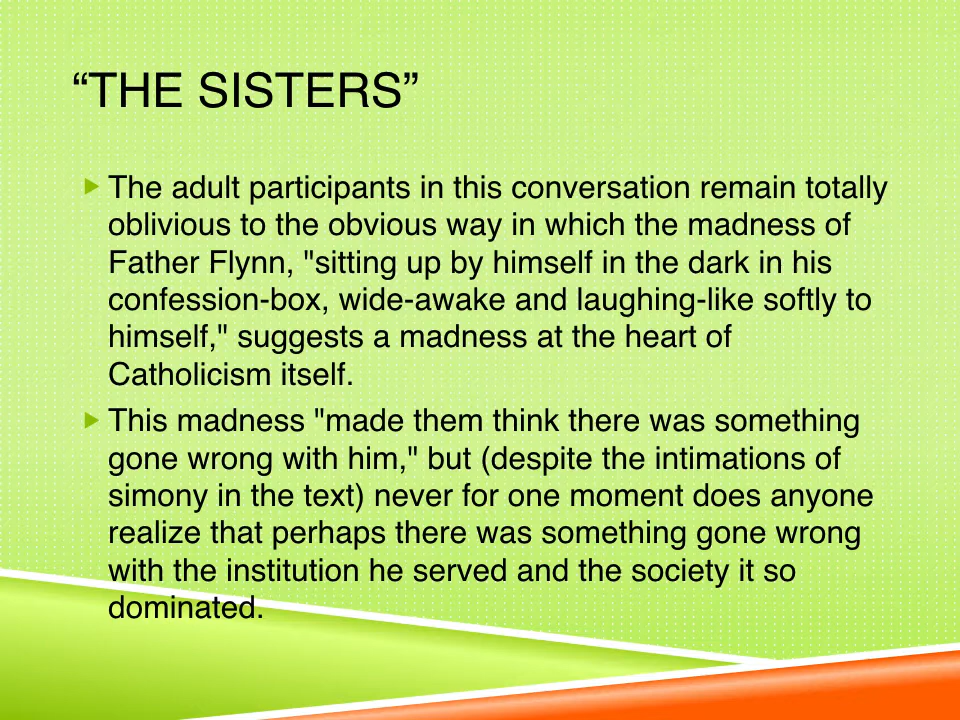 “THE SISTERS”
The adult participants in this conversation remain totally
oblivious to the obvious way in which the madness of
Father Flynn, "sitting up by himself in the dark in his
confession-box, wide-awake and laughing-like softly to
himself," suggests a madness at the heart of
Catholicism itself.
This madness "made them think there was something
gone wrong with him," but (despite the intimations of
simony in the text) never for one moment does anyone
realize that perhaps there was something gone wrong
with the institution he served and the society it so
dominated.